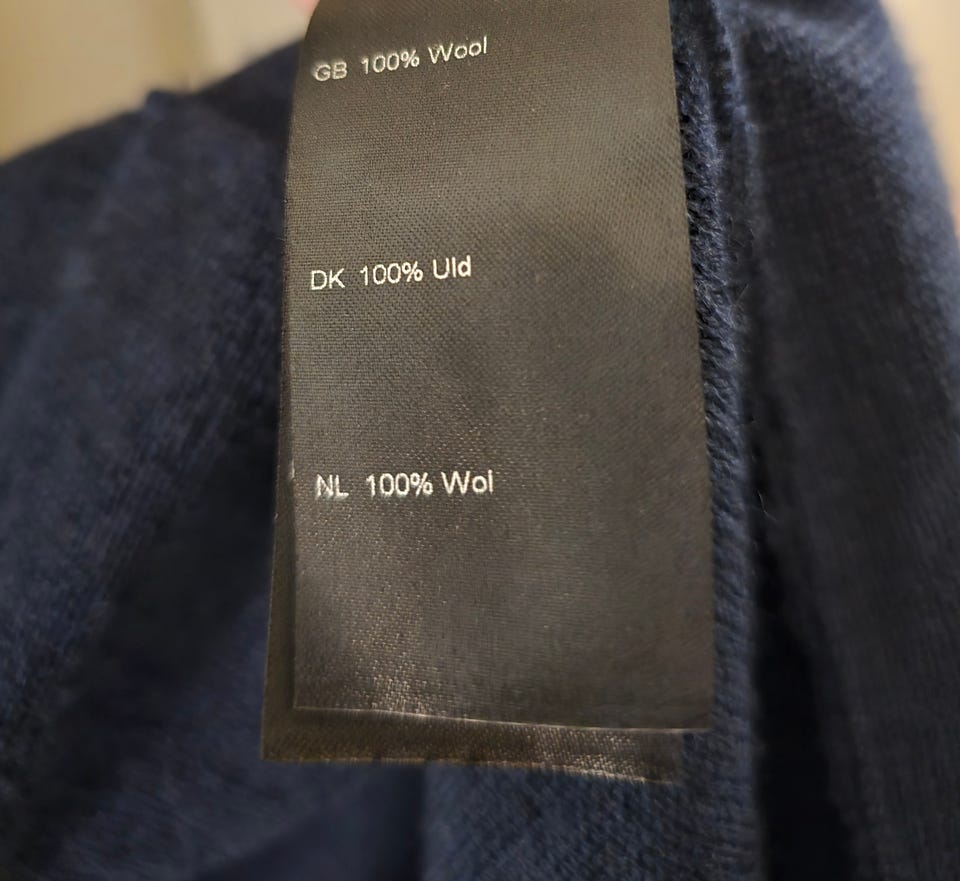 GB 100% Wool
DK 100% Uld
NL 100% Wol